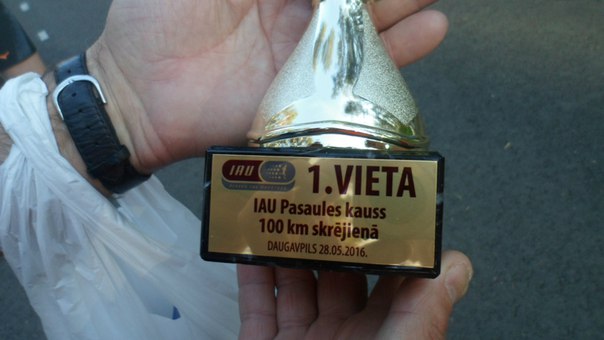 IAU
1.VIETA
IAU Pasaules kauss
100 km skrējienā
DAUGAVPILS 28.05.2016.